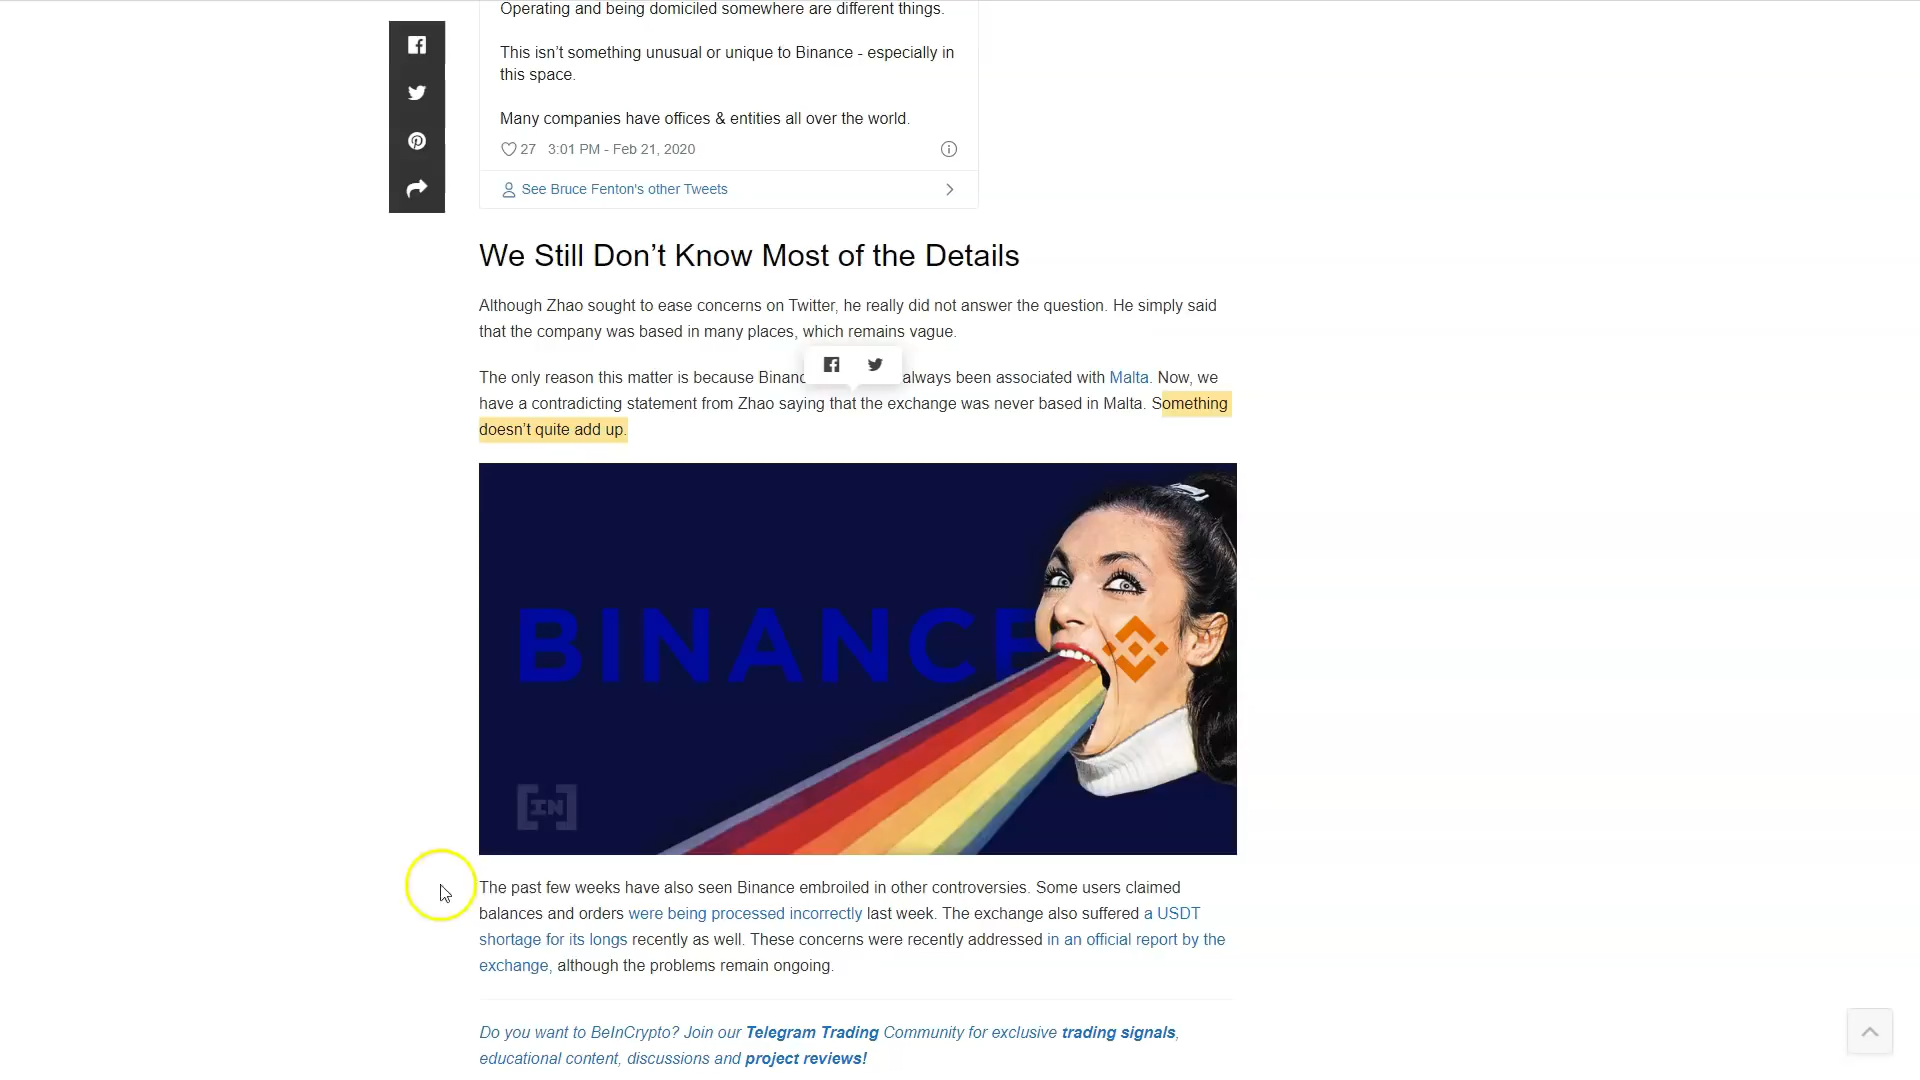 Operating and being domiciled somewhere are different things.
This isn’t something unusual or unique to Binance - especially in
this space.
Many companies have offices & entities all over the world.
27 3:01 PM - Feb 21, 2020
See Bruce Fenton's other Tweets
We Still Don’t Know Most of the Details
Although Zhao sought to ease concerns on Twitter, he really did not answer the question. He simply said
that the company was based in many places, which remains vague.
The only reason this matter is because Binanc always been associated with Malta. Now, we
have a contradicting statement from Zhao saying that the exchange was never based in Malta. Something
doesn’t quite add up.
BINANCE
[IN]
The past few weeks have also seen Binance embroiled in other controversies. Some users claimed
balances and orders were being processed incorrectly last week. The exchange also suffered a USDT
shortage for its longs recently as well. These concerns were recently addressed in an official report by the
exchange, although the problems remain ongoing.
Do you want to BeInCrypto? Join our Telegram Trading Community for exclusive trading signals,
educational content, discussions and project reviews!